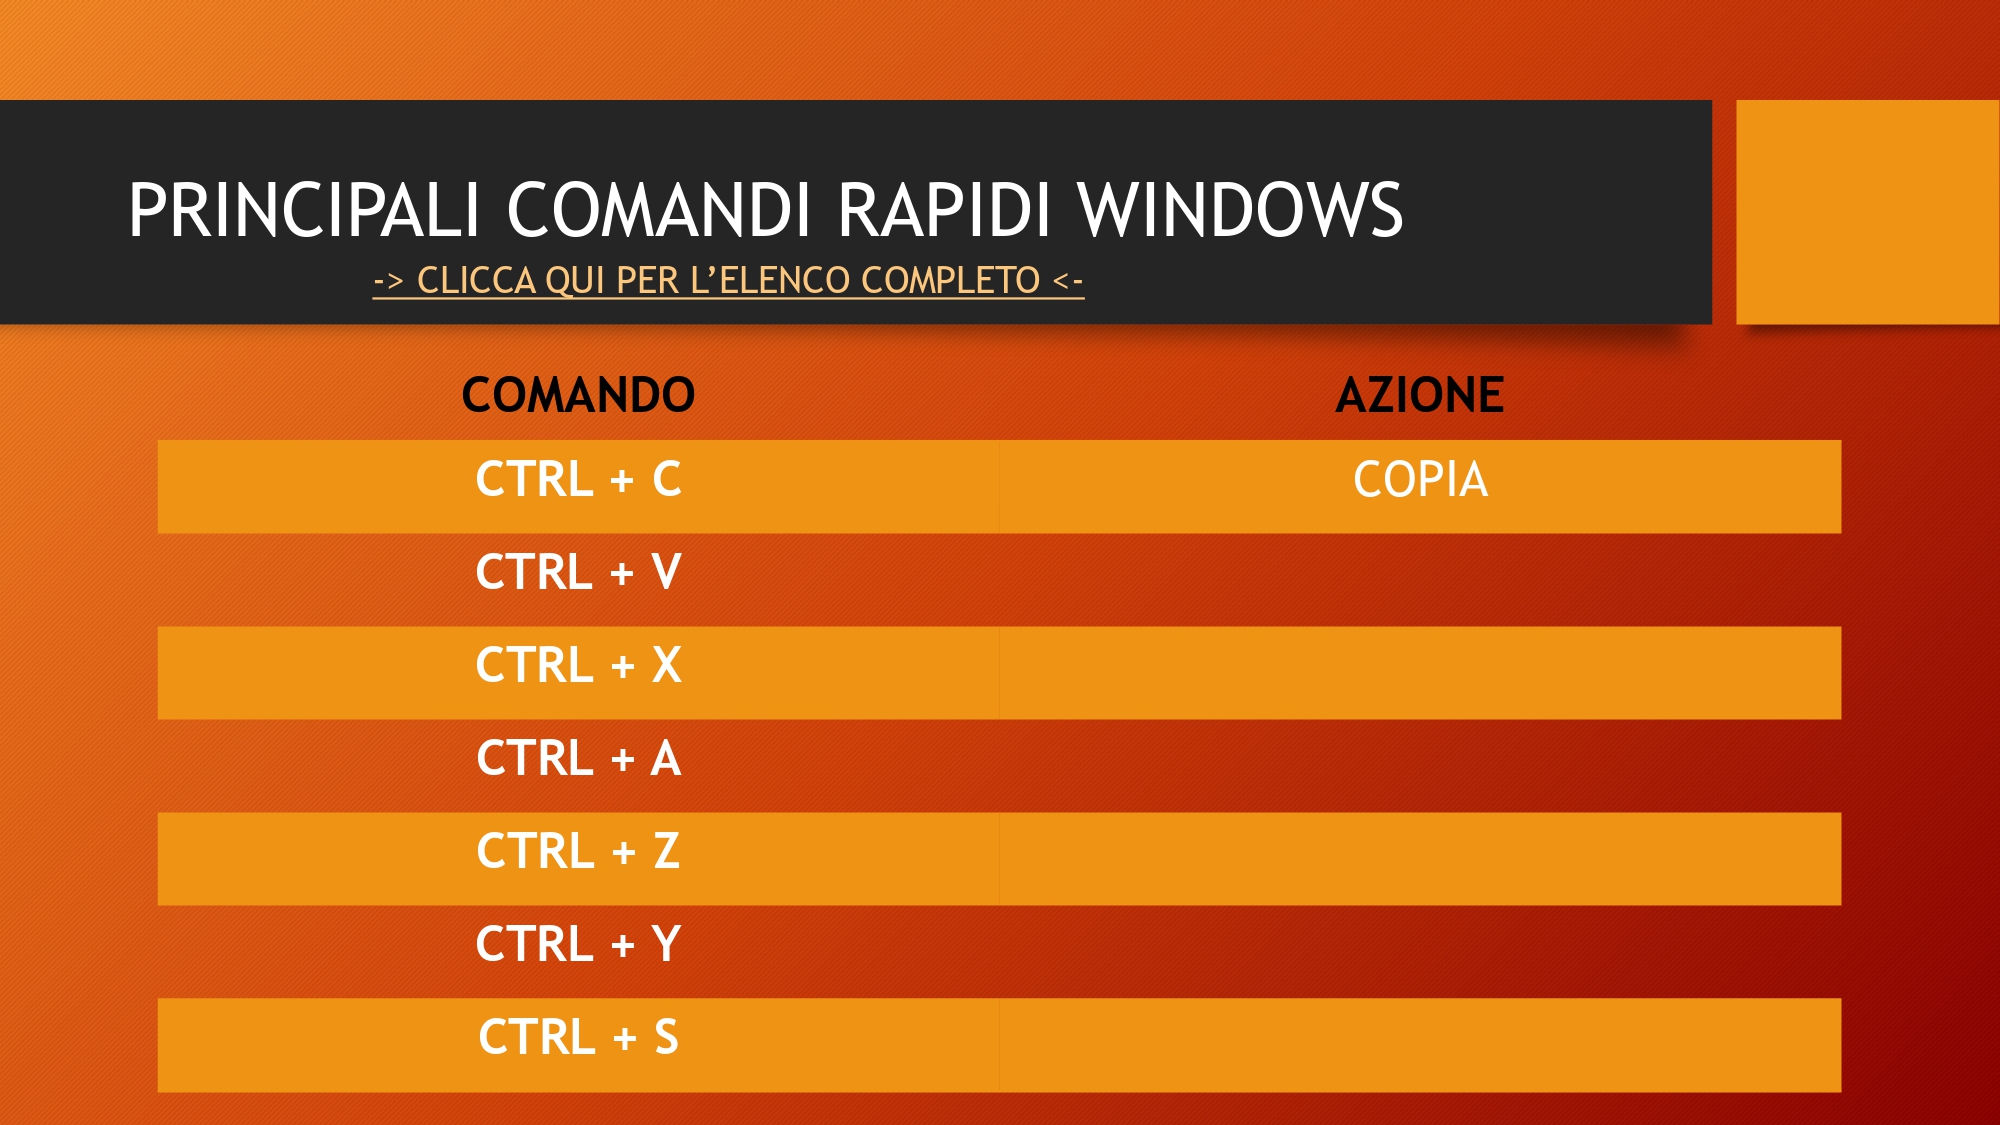 PRINCIPALI COMANDI RAPIDI WINDOWS
-> CLICCA QUI PER L’ELENCO COMPLETO <-
COMANDO AZIONE
CTRL + C COPIA
CTRL + V
CTRL + X
CTRL + A
CTRL + Z
CTRL + Y
CTRL + S